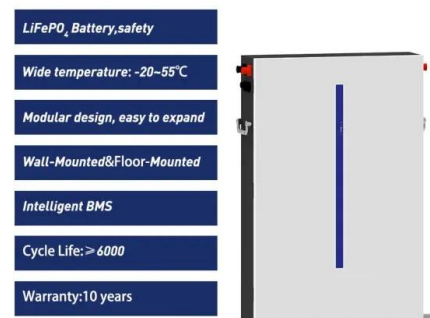 LiFePO₄ Battery,safety
Wide temperature: -20~55℃
Modular design, easy to expand
Wall-Mounted&Floor-Mounted
Intelligent BMS
Cycle Life:≥6000
Warranty:10 years